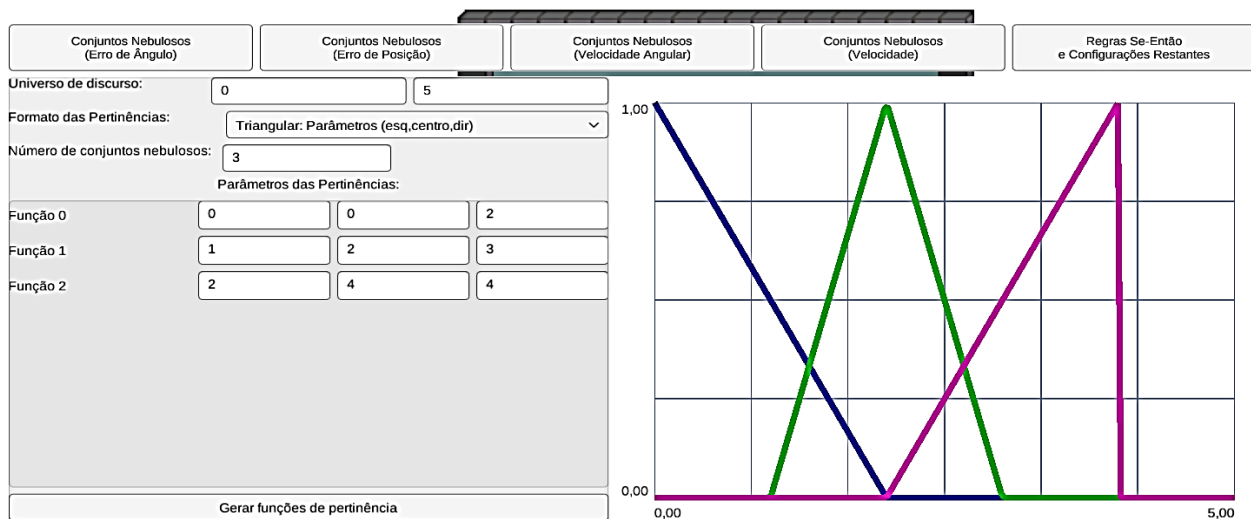 Conjuntos Nebulosos
(Erro de Ângulo)
Conjuntos Nebulosos
(Erro de Posição)
Conjuntos Nebulosos
(Velocidade Angular)
Conjuntos Nebulosos
(Velocidade)
Regras Se-Então
e Configurações Restantes
Universo de discurso:
0
5
Formato das Pertinências:
Triangular: Parâmetros (esq,centro,dir)
Número de conjuntos nebulosos:
3
Parâmetros das Pertinências:
Função 0
0
0
2
Função 1
1
2
3
Função 2
2
4
4
Gerar funções de pertinência
1,00
0,00
0,00
5,00